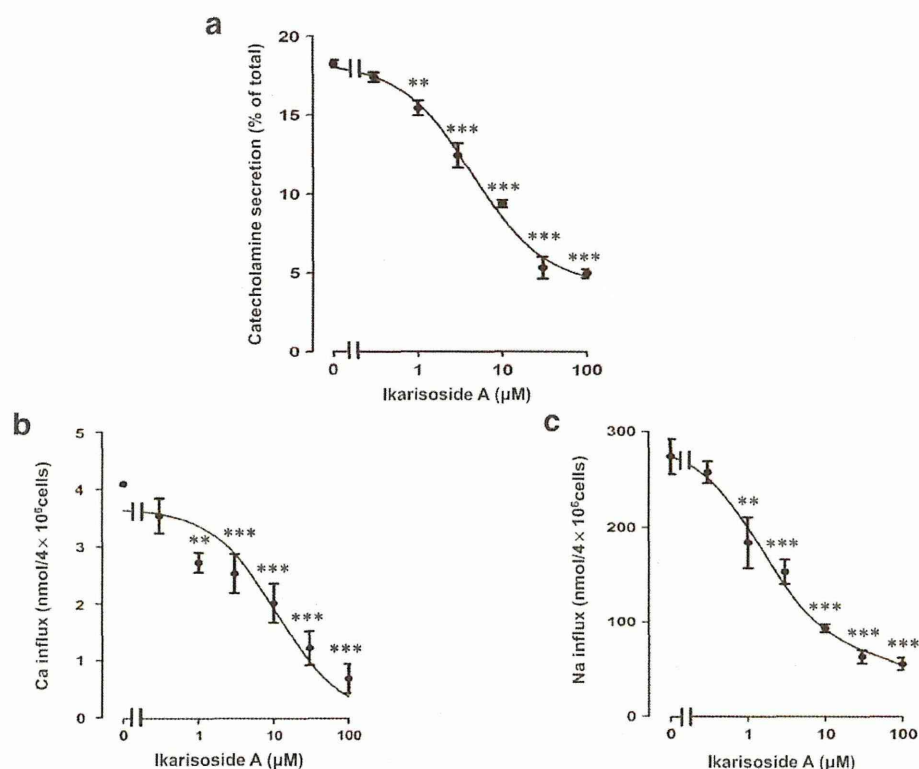 a
Catecholamine secretion (% of total)
20
15
10
5
0
**
***
***
***
***
0 1 10 100
Ikarisoside A (µM)
b
Ca influx (nmol/4 × 10⁶cells)
5
4
3
2
1
0
**
***
***
***
***
0 1 10 100
Ikarisoside A (µM)
c
Na influx (nmol/4 × 10⁶cells)
300
200
100
0
**
***
***
***
***
0 1 10 100
Ikarisoside A (µM)